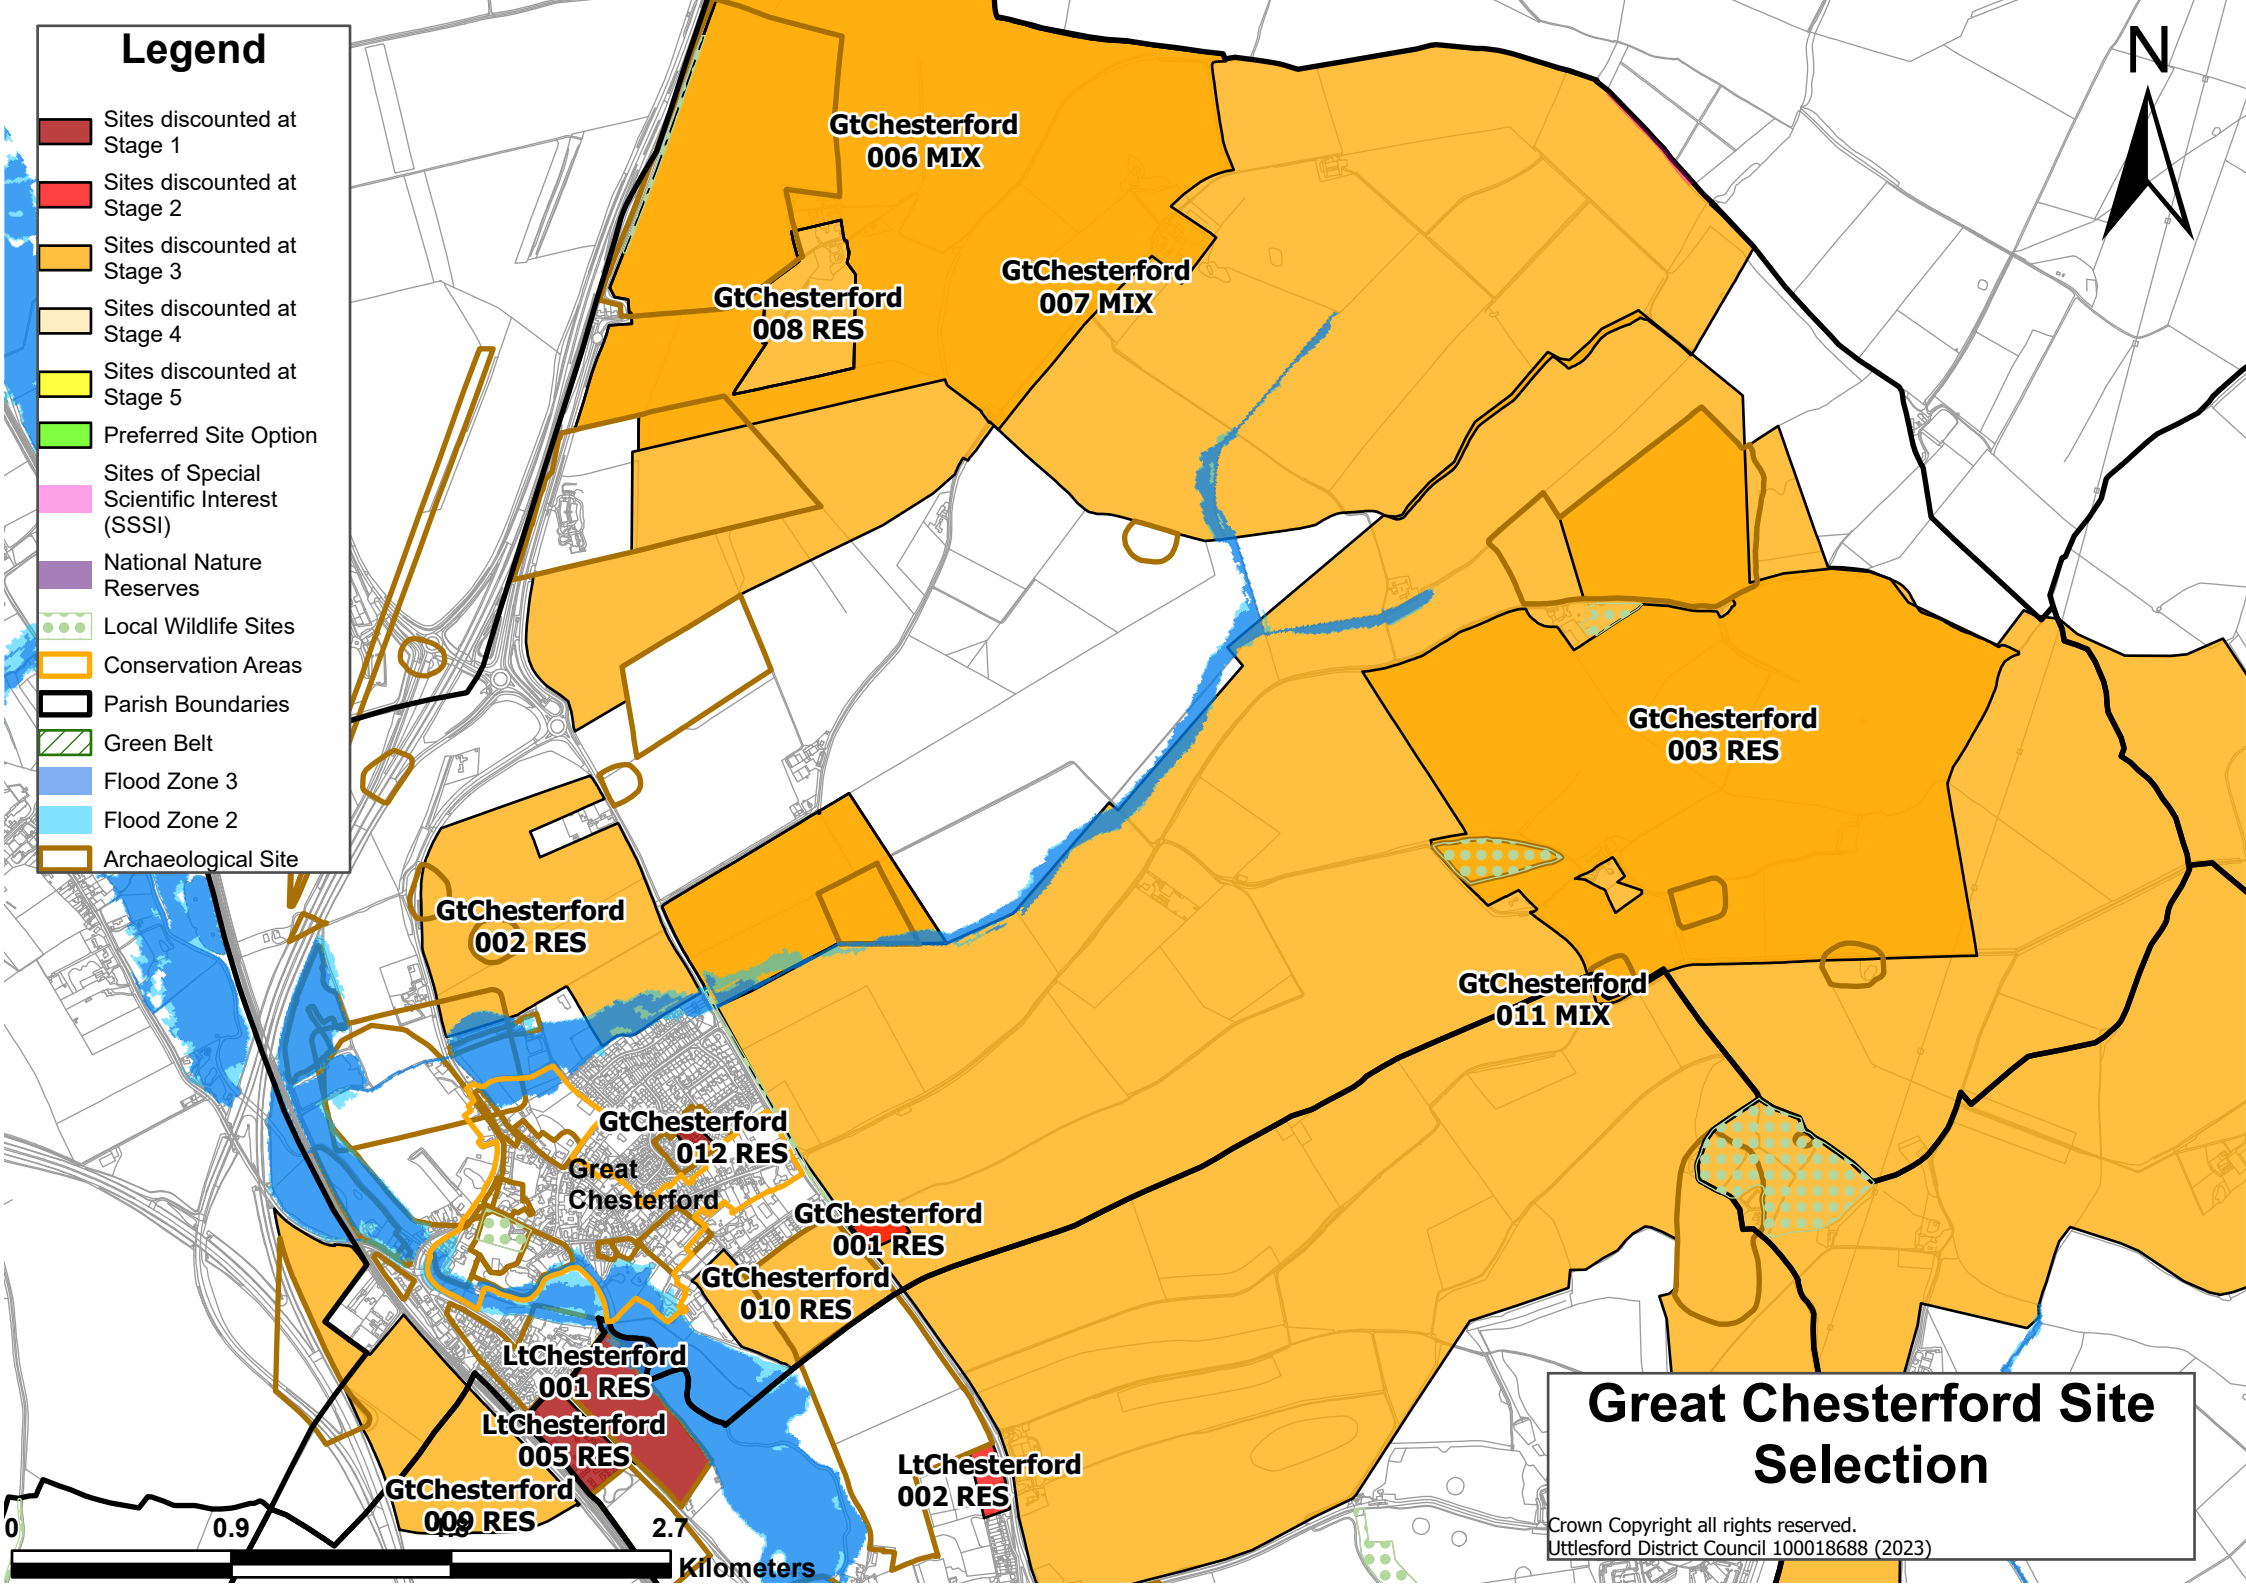 Legend
Sites discounted at
Stage 1
Sites discounted at
Stage 2
Sites discounted at
Stage 3
Sites discounted at
Stage 4
Sites discounted at
Stage 5
Preferred Site Option
Sites of Special
Scientific Interest
(SSSI)
National Nature
Reserves
Local Wildlife Sites
Conservation Areas
Parish Boundaries
Green Belt
Flood Zone 3
Flood Zone 2
Archaeological Site
N
GtChesterford
006 MIX
GtChesterford
007 MIX
GtChesterford
008 RES
GtChesterford
003 RES
GtChesterford
002 RES
GtChesterford
011 MIX
GtChesterford
012 RES
Great
Chesterford
GtChesterford
001 RES
GtChesterford
010 RES
LtChesterford
001 RES
LtChesterford
005 RES
LtChesterford
002 RES
GtChesterford
009 RES
0 0.9 1.8 2.7
Kilometers
Great Chesterford Site
Selection
Crown Copyright all rights reserved.
Uttlesford District Council 100018688 (2023)